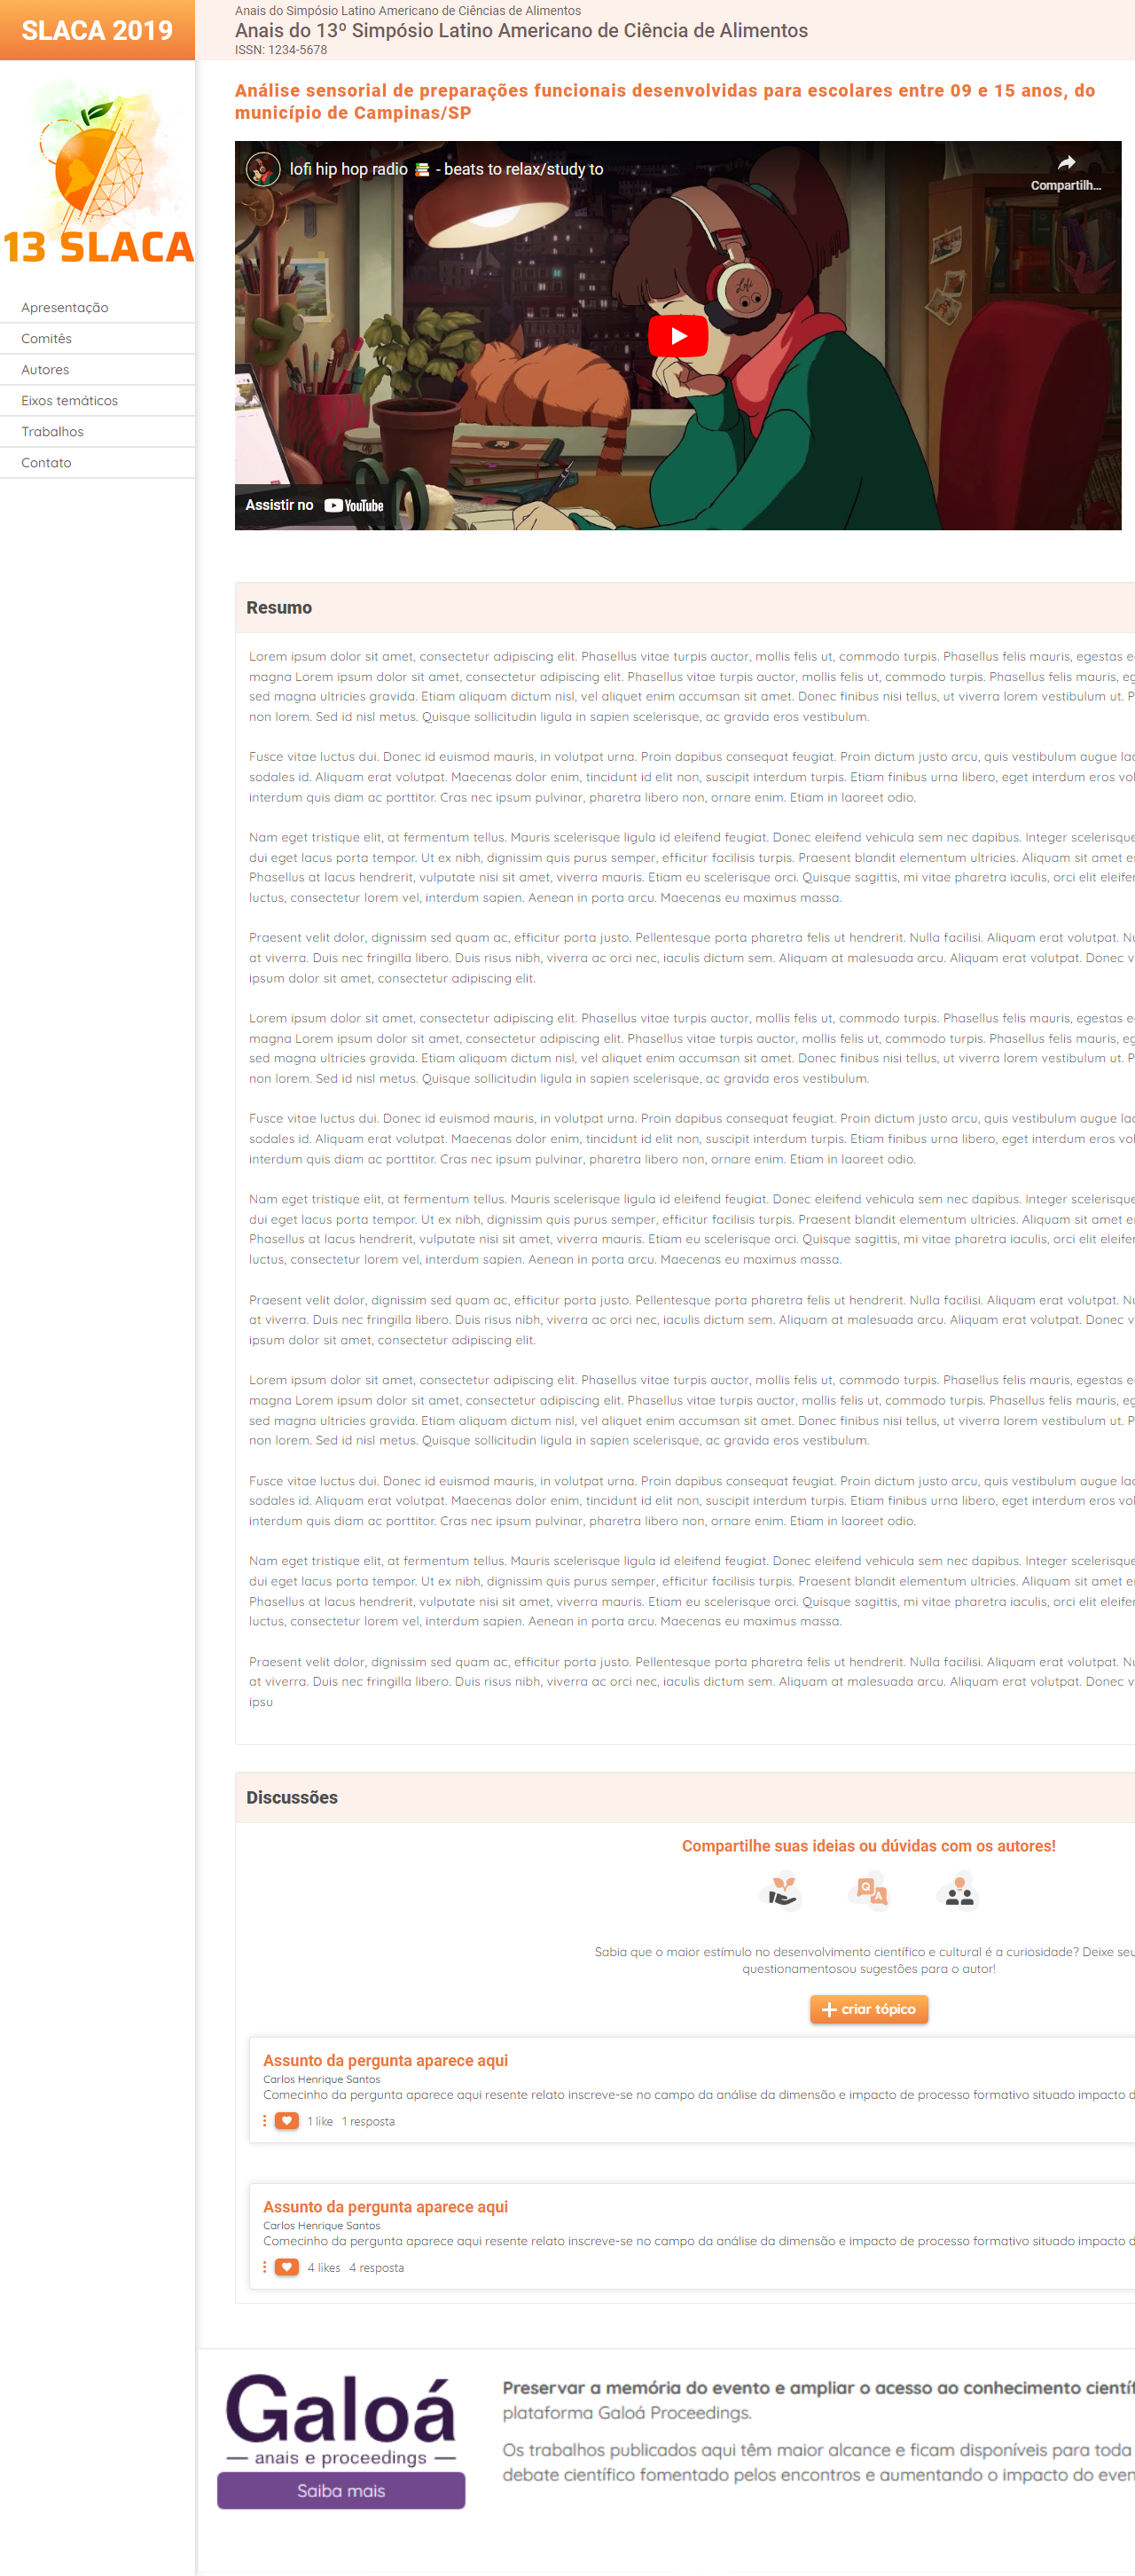 SLACA 2019
Anais do Simpósio Latino Americano de Ciências de Alimentos
Anais do 13º Simpósio Latino Americano de Ciência de Alimentos
ISSN: 1234-5678
13 SLACA
Apresentação
Comitês
Autores
Eixos temáticos
Trabalhos
Contato
Análise sensorial de preparações funcionais desenvolvidas para escolares entre 09 e 15 anos, do
município de Campinas/SP
lofi hip hop radio 📚 - beats to relax/study to
Compartilh...
Lofi
Assistir no YouTube
Resumo
Lorem ipsum dolor sit amet, consectetur adipiscing elit. Phasellus vitae turpis auctor, mollis felis ut, commodo turpis. Phasellus felis mauris, egestas
magna Lorem ipsum dolor sit amet, consectetur adipiscing elit. Phasellus vitae turpis auctor, mollis felis ut, commodo turpis. Phasellus felis mauris,
sed magna ultricies gravida. Etiam aliquam dictum nisl, vel aliquet enim accumsan sit amet. Donec finibus nisi tellus, ut viverra lorem vestibulum ut. P
non lorem. Sed id nisl metus. Quisque sollicitudin ligula in sapien scelerisque, ac gravida eros vestibulum.
Fusce vitae luctus dui. Donec id euismod mauris, in volutpat urna. Proin dapibus consequat feugiat. Proin dictum justo arcu, quis vestibulum augue
sodales id. Aliquam erat volutpat. Maecenas dolor enim, tincidunt id elit non, suscipit interdum turpis. Etiam finibus urna libero, eget interdum eros
interdum quis diam ac porttitor. Cras nec ipsum pulvinar, pharetra libero non, ornare enim. Etiam in laoreet odio.
Nam eget tristique elit, at fermentum tellus. Mauris scelerisque ligula id eleifend feugiat. Donec eleifend vehicula sem nec dapibus. Integer scelerisque
dui eget lacus porta tempor. Ut ex nibh, dignissim quis purus semper, efficitur facilisis turpis. Praesent blandit elementum ultricies. Aliquam sit amet
Phasellus at lacus hendrerit, vulputate nisi sit amet, viverra mauris. Etiam eu scelerisque orci. Quisque sagittis, mi vitae pharetra iaculis, orci elit
luctus, consectetur lorem vel, interdum sapien. Aenean in porta arcu. Maecenas eu maximus massa.
Praesent velit dolor, dignissim sed quam ac, efficitur porta justo. Pellentesque porta pharetra felis ut hendrerit. Nulla facilisi. Aliquam erat volutpat.
at viverra. Duis nec fringilla libero. Duis risus nibh, viverra ac orci nec, iaculis dictum sem. Aliquam at malesuada arcu. Aliquam erat volutpat. Donec v
ipsum dolor sit amet, consectetur adipiscing elit.
Lorem ipsum dolor sit amet, consectetur adipiscing elit. Phasellus vitae turpis auctor, mollis felis ut, commodo turpis. Phasellus felis mauris, egestas
magna Lorem ipsum dolor sit amet, consectetur adipiscing elit. Phasellus vitae turpis auctor, mollis felis ut, commodo turpis. Phasellus felis mauris,
sed magna ultricies gravida. Etiam aliquam dictum nisl, vel aliquet enim accumsan sit amet. Donec finibus nisi tellus, ut viverra lorem vestibulum ut. P
non lorem. Sed id nisl metus. Quisque sollicitudin ligula in sapien scelerisque, ac gravida eros vestibulum.
Fusce vitae luctus dui. Donec id euismod mauris, in volutpat urna. Proin dapibus consequat feugiat. Proin dictum justo arcu, quis vestibulum augue
sodales id. Aliquam erat volutpat. Maecenas dolor enim, tincidunt id elit non, suscipit interdum turpis. Etiam finibus urna libero, eget interdum eros
interdum quis diam ac porttitor. Cras nec ipsum pulvinar, pharetra libero non, ornare enim. Etiam in laoreet odio.
Nam eget tristique elit, at fermentum tellus. Mauris scelerisque ligula id eleifend feugiat. Donec eleifend vehicula sem nec dapibus. Integer scelerisque
dui eget lacus porta tempor. Ut ex nibh, dignissim quis purus semper, efficitur facilisis turpis. Praesent blandit elementum ultricies. Aliquam sit amet
Phasellus at lacus hendrerit, vulputate nisi sit amet, viverra mauris. Etiam eu scelerisque orci. Quisque sagittis, mi vitae pharetra iaculis, orci elit
luctus, consectetur lorem vel, interdum sapien. Aenean in porta arcu. Maecenas eu maximus massa.
Praesent velit dolor, dignissim sed quam ac, efficitur porta justo. Pellentesque porta pharetra felis ut hendrerit. Nulla facilisi. Aliquam erat volutpat.
at viverra. Duis nec fringilla libero. Duis risus nibh, viverra ac orci nec, iaculis dictum sem. Aliquam at malesuada arcu. Aliquam erat volutpat. Donec v
ipsum dolor sit amet, consectetur adipiscing elit.
Lorem ipsum dolor sit amet, consectetur adipiscing elit. Phasellus vitae turpis auctor, mollis felis ut, commodo turpis. Phasellus felis mauris, egestas
magna Lorem ipsum dolor sit amet, consectetur adipiscing elit. Phasellus vitae turpis auctor, mollis felis ut, commodo turpis. Phasellus felis mauris,
sed magna ultricies gravida. Etiam aliquam dictum nisl, vel aliquet enim accumsan sit amet. Donec finibus nisi tellus, ut viverra lorem vestibulum ut. P
non lorem. Sed id nisl metus. Quisque sollicitudin ligula in sapien scelerisque, ac gravida eros vestibulum.
Fusce vitae luctus dui. Donec id euismod mauris, in volutpat urna. Proin dapibus consequat feugiat. Proin dictum justo arcu, quis vestibulum augue
sodales id. Aliquam erat volutpat. Maecenas dolor enim, tincidunt id elit non, suscipit interdum turpis. Etiam finibus urna libero, eget interdum eros
interdum quis diam ac porttitor. Cras nec ipsum pulvinar, pharetra libero non, ornare enim. Etiam in laoreet odio.
Nam eget tristique elit, at fermentum tellus. Mauris scelerisque ligula id eleifend feugiat. Donec eleifend vehicula sem nec dapibus. Integer scelerisque
dui eget lacus porta tempor. Ut ex nibh, dignissim quis purus semper, efficitur facilisis turpis. Praesent blandit elementum ultricies. Aliquam sit amet
Phasellus at lacus hendrerit, vulputate nisi sit amet, viverra mauris. Etiam eu scelerisque orci. Quisque sagittis, mi vitae pharetra iaculis, orci elit
luctus, consectetur lorem vel, interdum sapien. Aenean in porta arcu. Maecenas eu maximus massa.
Praesent velit dolor, dignissim sed quam ac, efficitur porta justo. Pellentesque porta pharetra felis ut hendrerit. Nulla facilisi. Aliquam erat volutpat.
at viverra. Duis nec fringilla libero. Duis risus nibh, viverra ac orci nec, iaculis dictum sem. Aliquam at malesuada arcu. Aliquam erat volutpat. Donec v
ipsu
Discussões
Compartilhe suas ideias ou dúvidas com os autores!
Q A
Sabia que o maior estímulo no desenvolvimento científico e cultural é a curiosidade? Deixe seu
questionamentosou sugestões para o autor!
+ criar tópico
Assunto da pergunta aparece aqui
Carlos Henrique Santos
Comecinho da pergunta aparece aqui resente relato inscreve-se no campo da análise da dimensão e impacto de processo formativo situado impacto d
1 like 1 resposta
Assunto da pergunta aparece aqui
Carlos Henrique Santos
Comecinho da pergunta aparece aqui resente relato inscreve-se no campo da análise da dimensão e impacto de processo formativo situado impacto d
4 likes 4 resposta
Galoá
anais e proceedings
Saiba mais
Preservar a memória do evento e ampliar o acesso ao conhecimento científ
plataforma Galoá Proceedings.
Os trabalhos publicados aqui têm maior alcance e ficam disponíveis para toda
debate científico fomentado pelos encontros e aumentando o impacto do even